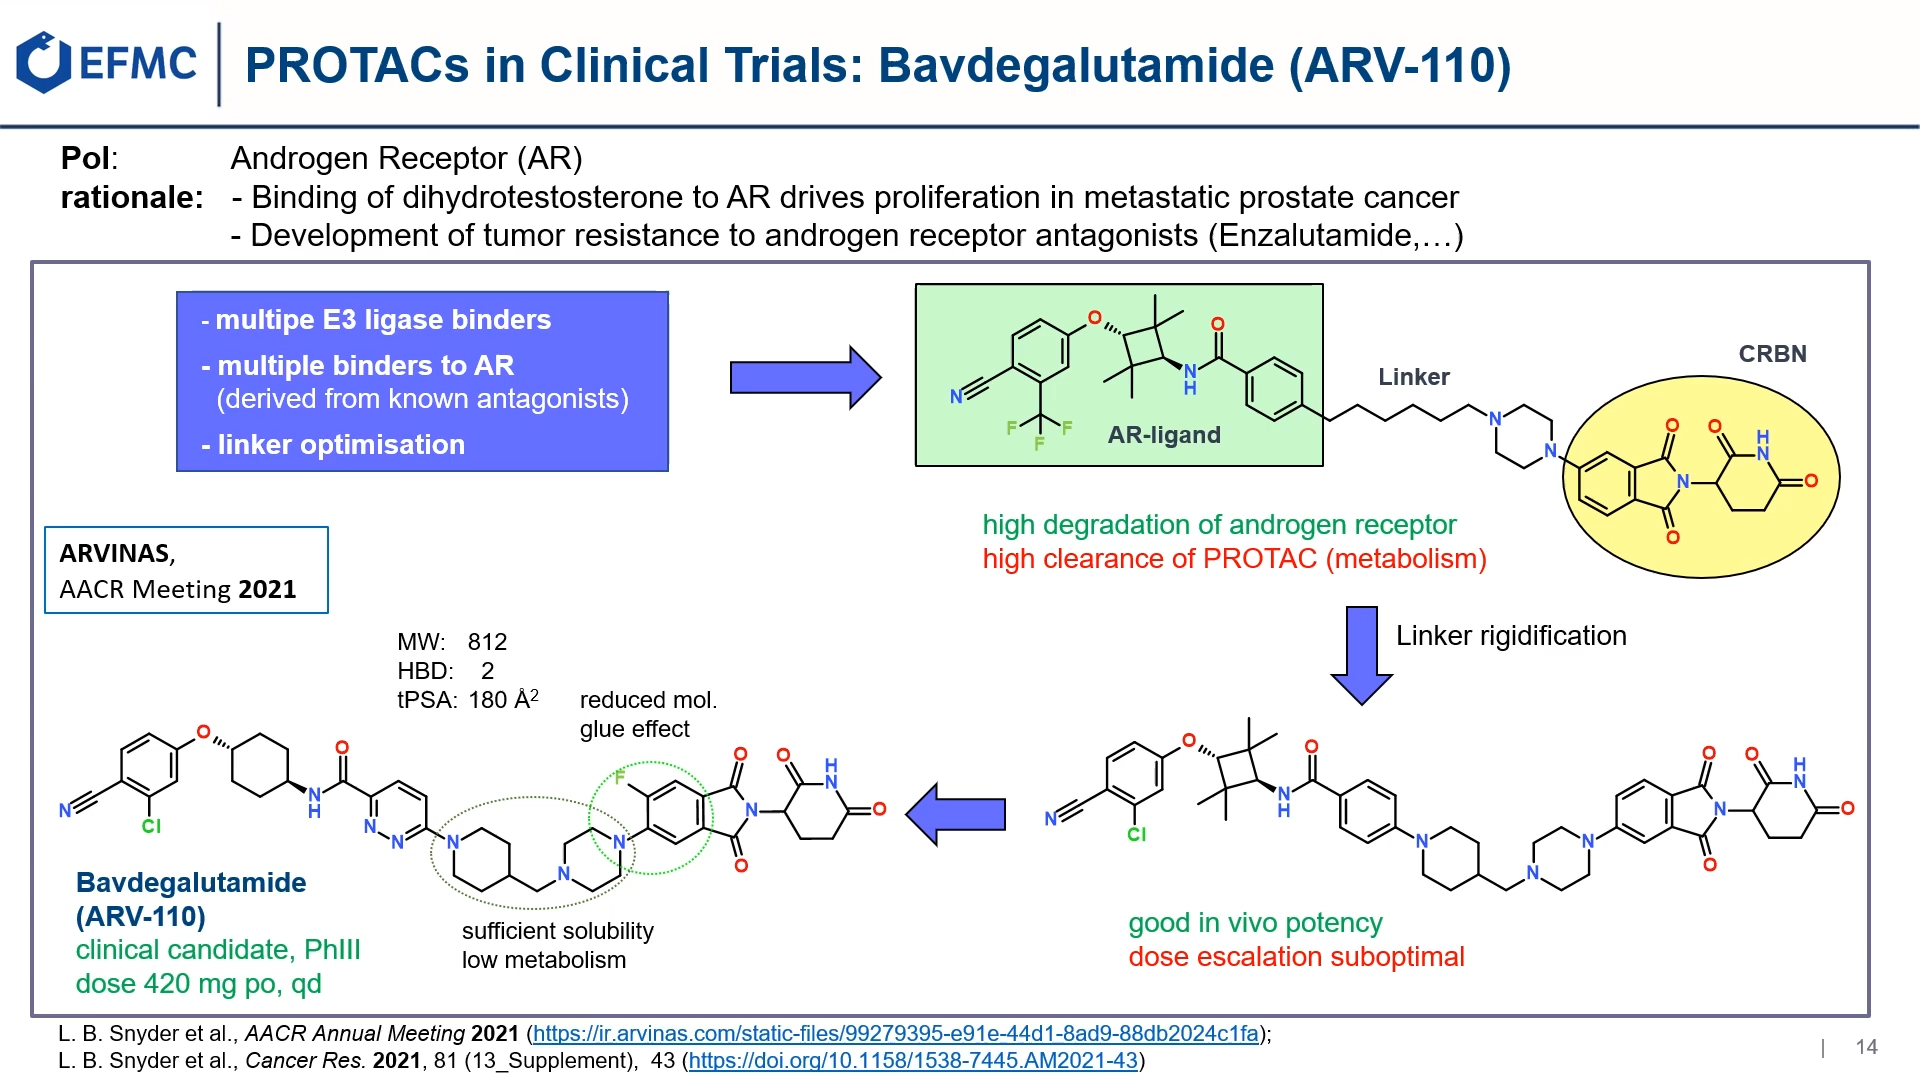 EFMC
PROTACs in Clinical Trials: Bavdegalutamide (ARV-110)
PoI: Androgen Receptor (AR)
rationale: - Binding of dihydrotestosterone to AR drives proliferation in metastatic prostate cancer
- Development of tumor resistance to androgen receptor antagonists (Enzalutamide,…)
- multipe E3 ligase binders
- multiple binders to AR
(derived from known antagonists)
- linker optimisation
O
O
N
N
H
F
F
F
AR-ligand
Linker
CRBN
N
N
O
O
H
N
N
O
O
high degradation of androgen receptor
high clearance of PROTAC (metabolism)
ARVINAS,
AACR Meeting 2021
Linker rigidification
MW: 812
HBD: 2
tPSA: 180 Å2
reduced mol.
glue effect
O
O
N
Cl
N
H
N
N
N
N
N
F
O
O
H
N
N
O
O
O
O
N
Cl
N
H
N
N
N
O
O
H
N
N
O
O
Bavdegalutamide
(ARV-110)
clinical candidate, PhIII
dose 420 mg po, qd
sufficient solubility
low metabolism
good in vivo potency
dose escalation suboptimal
L. B. Snyder et al., AACR Annual Meeting 2021 (https://ir.arvinas.com/static-files/99279395-e91e-44d1-8ad9-88db2024c1fa);
L. B. Snyder et al., Cancer Res. 2021, 81 (13_Supplement), 43 (https://doi.org/10.1158/1538-7445.AM2021-43)
| 14